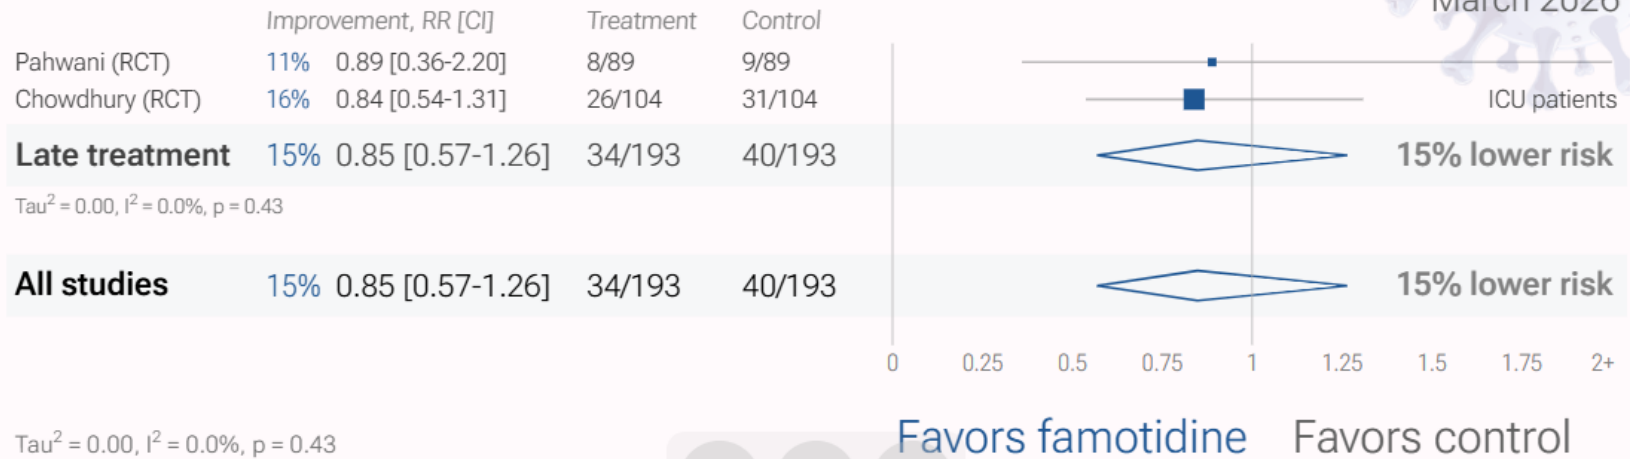 March 2026
Improvement, RR [CI] Treatment Control
Pahwani (RCT) 11% 0.89 [0.36-2.20] 8/89 9/89
Chowdhury (RCT) 16% 0.84 [0.54-1.31] 26/104 31/104 ICU patients
Late treatment 15% 0.85 [0.57-1.26] 34/193 40/193 15% lower risk
Tau² = 0.00, I² = 0.0%, p = 0.43
All studies 15% 0.85 [0.57-1.26] 34/193 40/193 15% lower risk
0 0.25 0.5 0.75 1 1.25 1.5 1.75 2+
Tau² = 0.00, I² = 0.0%, p = 0.43 Favors famotidine Favors control